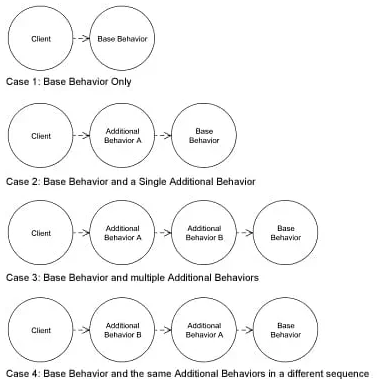 Client
Base Behavior
Case 1: Base Behavior Only
Client
Additional
Behavior A
Base
Behavior
Case 2: Base Behavior and a Single Additional Behavior
Client
Additional
Behavior A
Additional
Behavior B
Base
Behavior
Case 3: Base Behavior and multiple Additional Behaviors
Client
Additional
Behavior B
Additional
Behavior A
Base
Behavior
Case 4: Base Behavior and the same Additional Behaviors in a different sequence